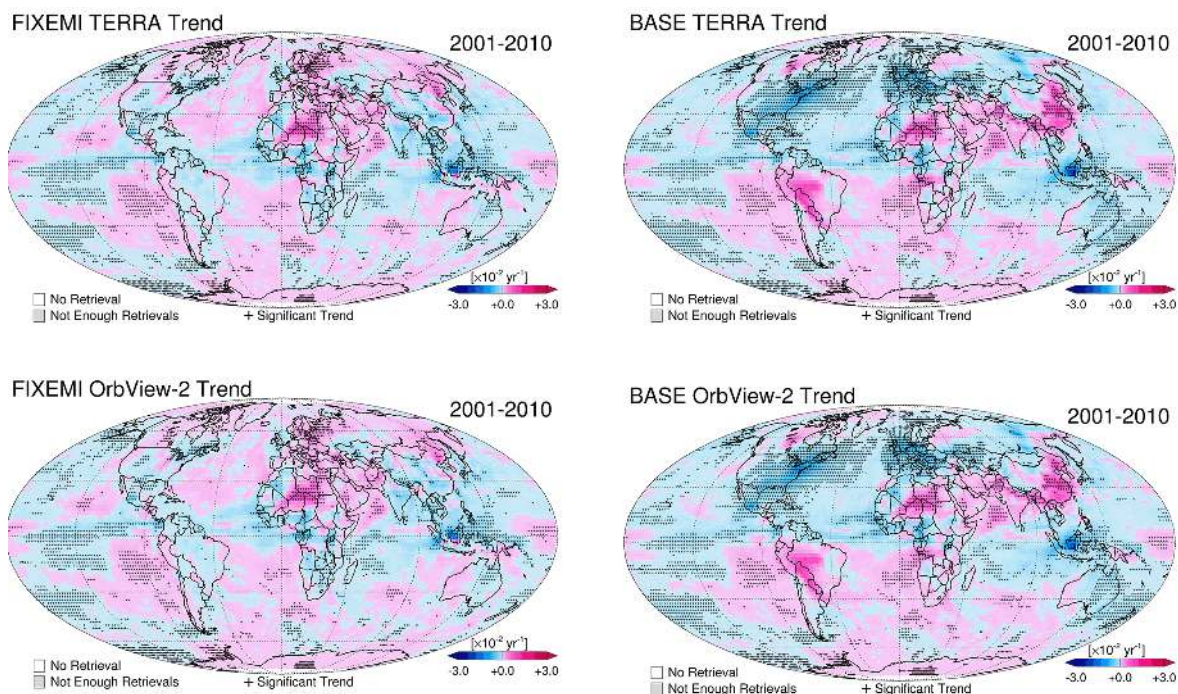 FIXEMI TERRA Trend
2001-2010
[×10⁻² yr⁻¹]
No Retrieval
-3.0 +0.0 +3.0
Not Enough Retrievals
+ Significant Trend
BASE TERRA Trend
2001-2010
[×10⁻² yr⁻¹]
No Retrieval
-3.0 +0.0 +3.0
Not Enough Retrievals
+ Significant Trend
FIXEMI OrbView-2 Trend
2001-2010
[×10⁻² yr⁻¹]
No Retrieval
-3.0 +0.0 +3.0
Not Enough Retrievals
+ Significant Trend
BASE OrbView-2 Trend
2001-2010
[×10⁻² yr⁻¹]
No Retrieval
-3.0 +0.0 +3.0
Not Enough Retrievals
+ Significant Trend